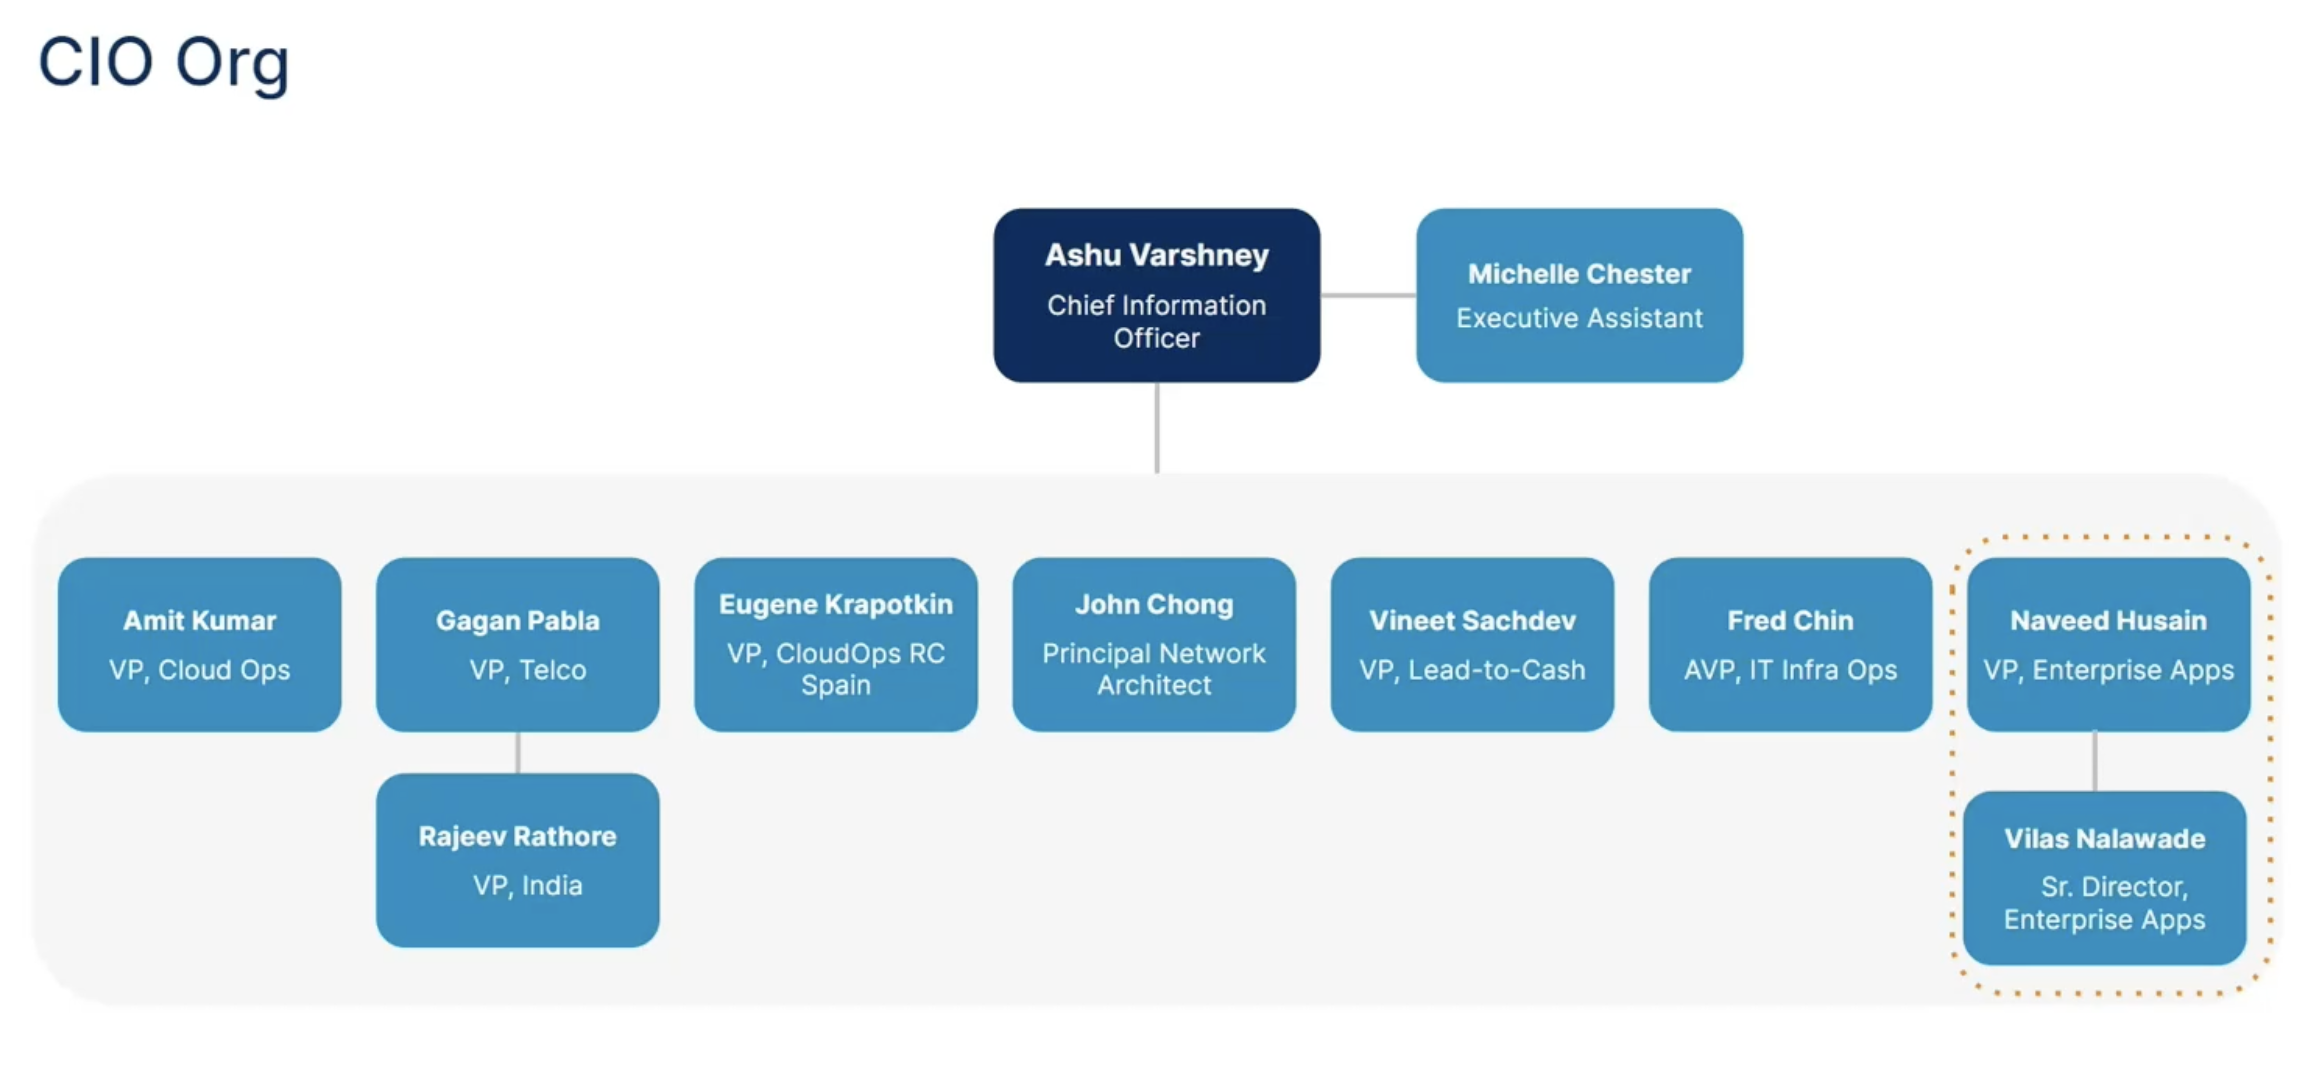 CIO Org
Ashu Varshney
Chief Information
Officer
Michelle Chester
Executive Assistant
Amit Kumar
VP, Cloud Ops
Gagan Pabla
VP, Telco
Eugene Krapotkin
VP, CloudOps RC
Spain
John Chong
Principal Network
Architect
Vineet Sachdev
VP, Lead-to-Cash
Fred Chin
AVP, IT Infra Ops
Naveed Husain
VP, Enterprise Apps
Rajeev Rathore
VP, India
Vilas Nalawade
Sr. Director,
Enterprise Apps